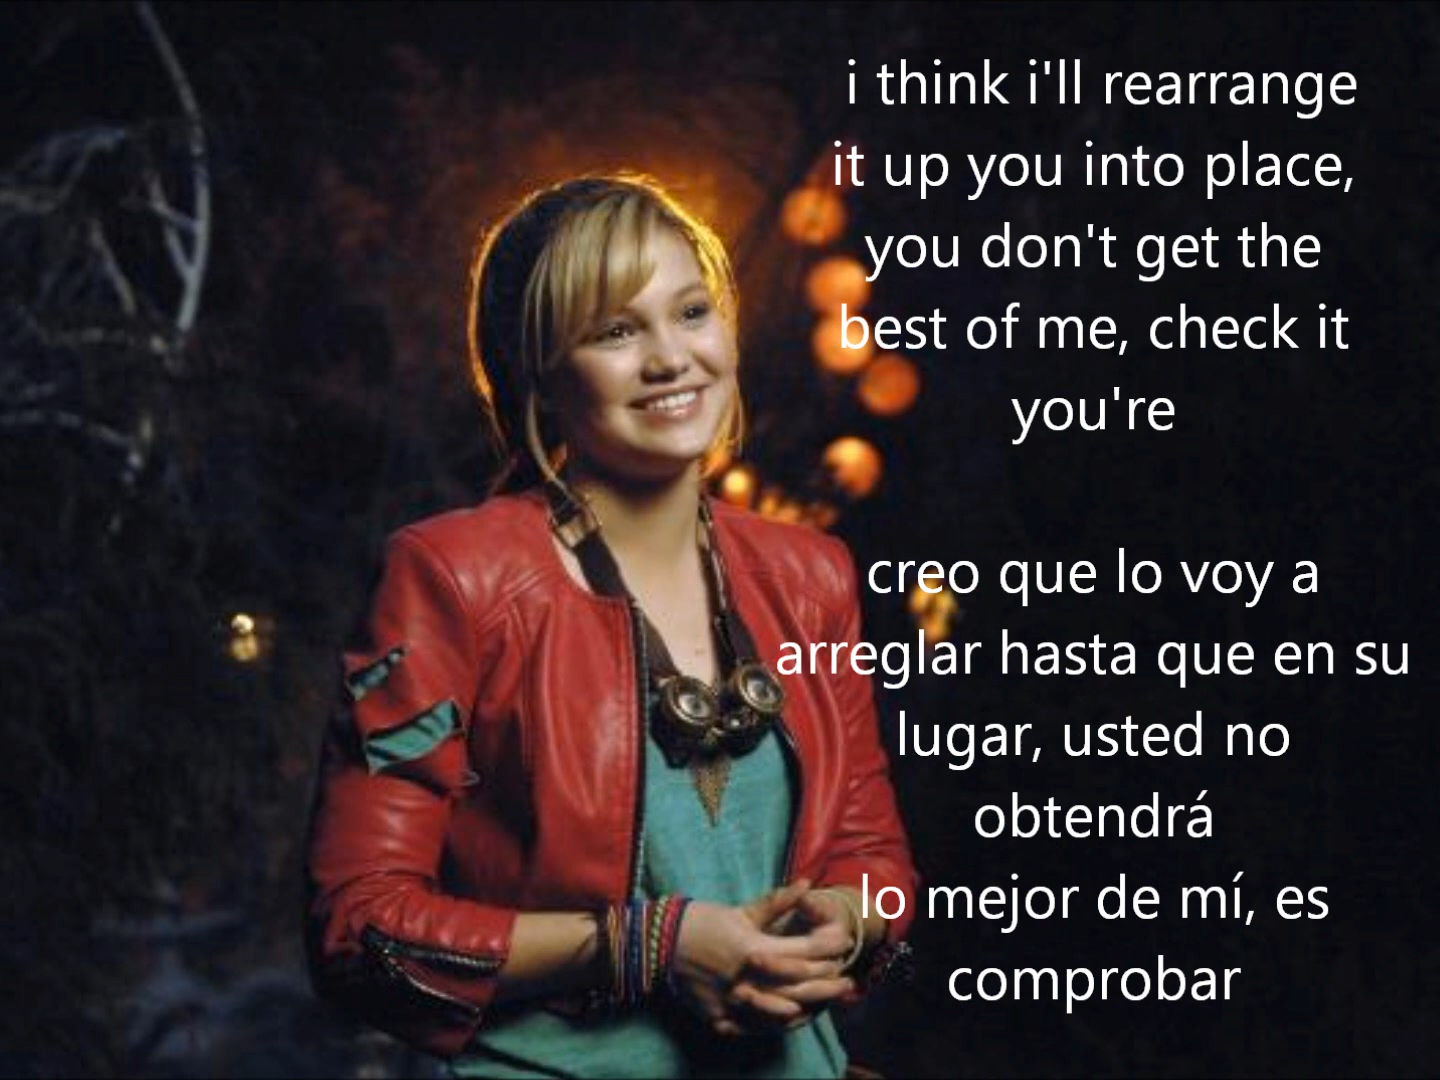 i think i'll rearrange
it up you into place,
you don't get the
best of me, check it
you're
creo que lo voy a
arreglar hasta que en su
lugar, usted no
obtendrá
lo mejor de mí, es
comprobar